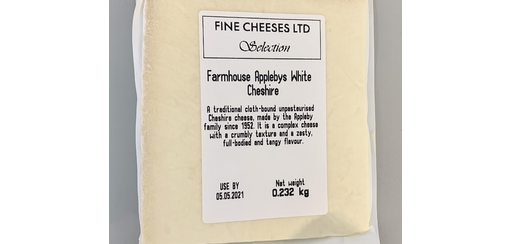 FINE CHEESES LTD
Selection
Farmhouse Applebys White
Cheshire
A traditional cloth-bound unpasteurised
Cheshire cheese, made by the Appleby
family since 1952. It is a complex cheese
with a crumbly texture and a zesty,
full-bodied and tangy flavour.
USE BY
05.05.2021
Net weight
0.232 kg